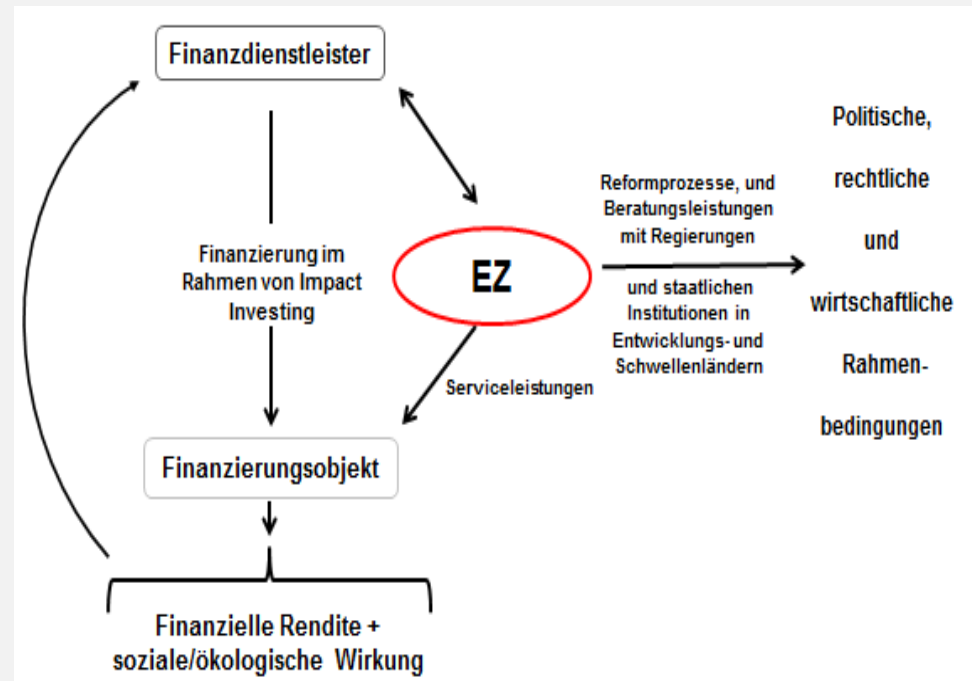 Finanzdienstleister
Finanzierung im
Rahmen von Impact
Investing
EZ
Serviceleistungen
Reformprozesse, und
Beratungsleistungen
mit Regierungen
und staatlichen
Institutionen in
Entwicklungs- und
Schwellenländern
Politische,
rechtliche
und
wirtschaftliche
Rahmen-
bedingungen
Finanzierungsobjekt
Finanzielle Rendite +
soziale/ökologische Wirkung